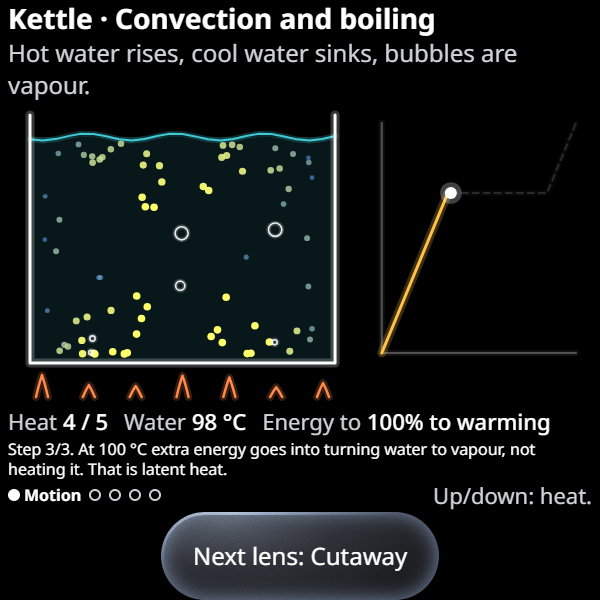 Kettle · Convection and boiling
Hot water rises, cool water sinks, bubbles are
vapour.
Heat 4 / 5 Water 98 °C Energy to 100% to warming
Step 3/3. At 100 °C extra energy goes into turning water to vapour, not
heating it. That is latent heat.
Motion
Up/down: heat.
Next lens: Cutaway